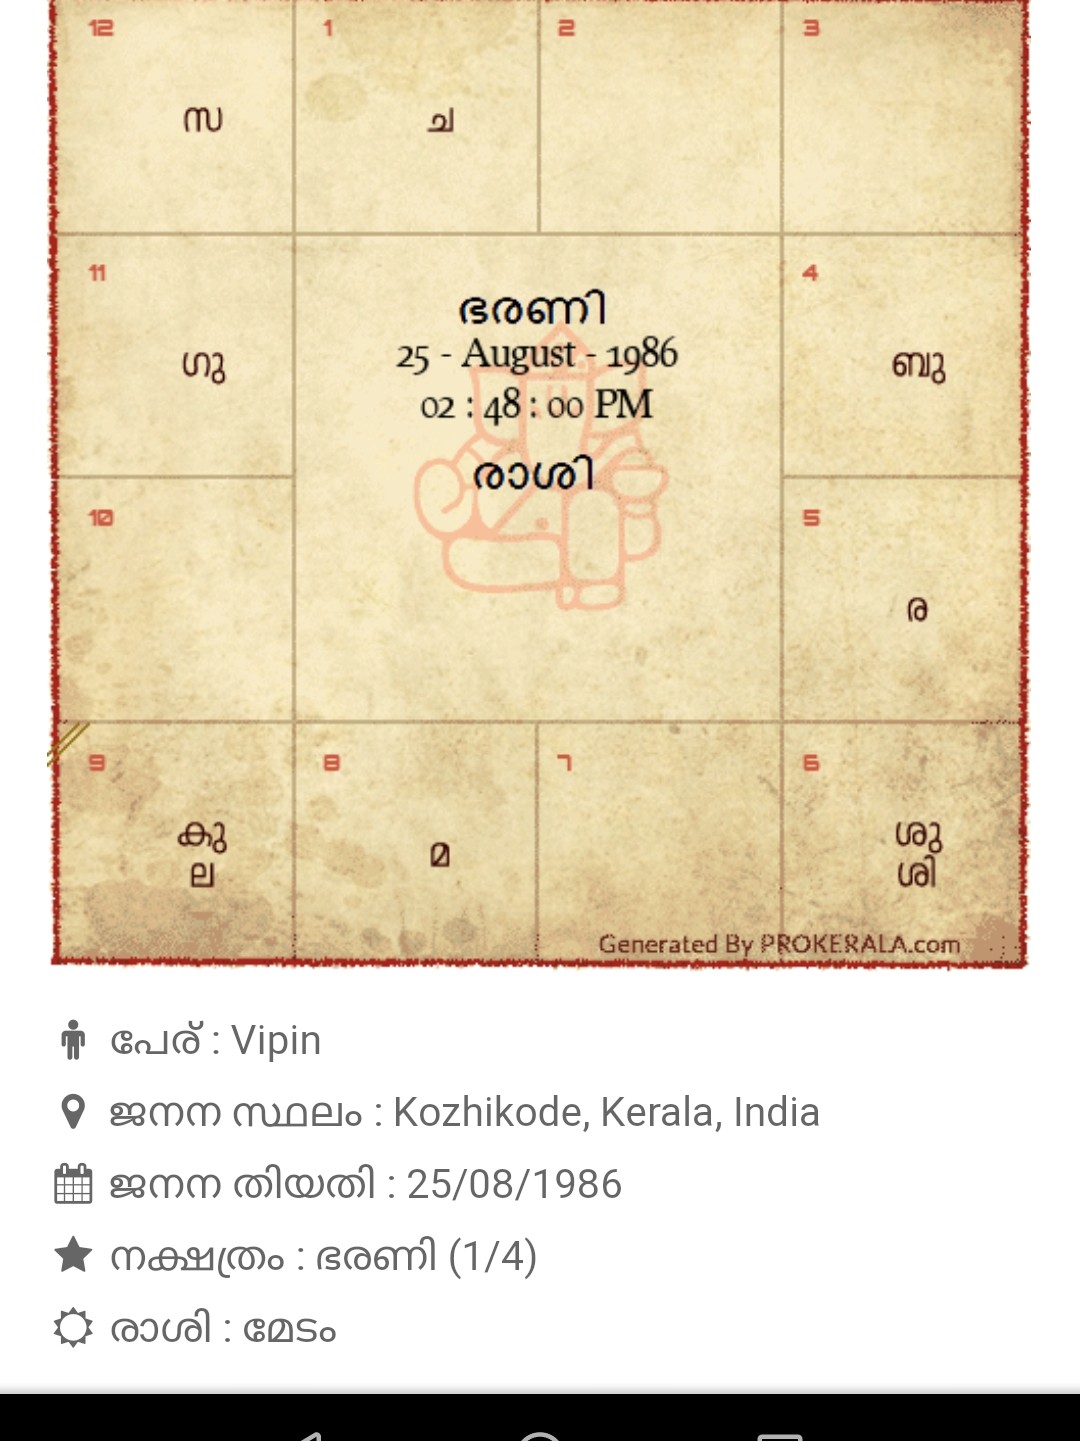 12
1
2
3
സ
ച
11
4
ഗു
ബു
ഭരണി
25 - August - 1986
02 : 48 : 00 PM
രാശി
10
5
ര
9
8
7
6
കു
ല
മ
ശു
ശി
Generated By PROKERALA.com
പേര് : Vipin
ജനന സ്ഥലം : Kozhikode, Kerala, India
ജനന തിയതി : 25/08/1986
നക്ഷത്രം : ഭരണി (1/4)
രാശി : മേടം